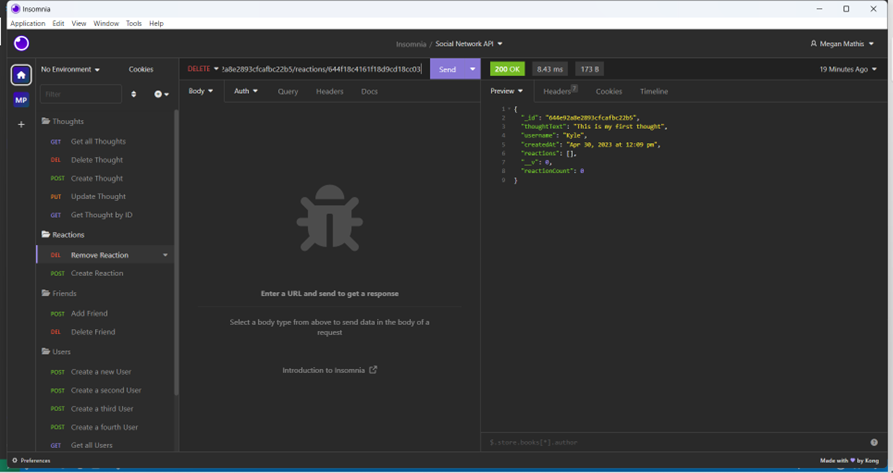 Insomnia
Application Edit View Window Tools Help
Insomnia / Social Network API
Megan Mathis
No Environment
Cookies
DELETE
?a8e2893cfcafbc22b5/reactions/644f18c4161f18d9cd18cc03
Send
200 OK
8.43 ms
173 B
19 Minutes Ago
MP
Filter
Body
Auth
Query
Headers
Docs
Preview
Headers 7
Cookies
Timeline
Thoughts
GET Get all Thoughts
DEL Delete Thought
POST Create Thought
PUT Update Thought
GET Get Thought by ID
Reactions
DEL Remove Reaction
POST Create Reaction
Friends
POST Add Friend
DEL Delete Friend
Users
POST Create a new User
POST Create a second User
POST Create a third User
POST Create a fourth User
GET Get all Users
Enter a URL and send to get a response
Select a body type from above to send data in the body of a
request
Introduction to Insomnia
1 {
2 "_id": "644e92a8e2893cfcafbc22b5",
3 "thoughtText": "This is my first thought",
4 "username": "Kyle",
5 "createdAt": "Apr 30, 2023 at 12:09 pm",
6 "reactions": [],
7 "__v": 0,
8 "reactionCount": 0
9 }
$.store.books[*].author
Preferences
Made with ♥ by Kong